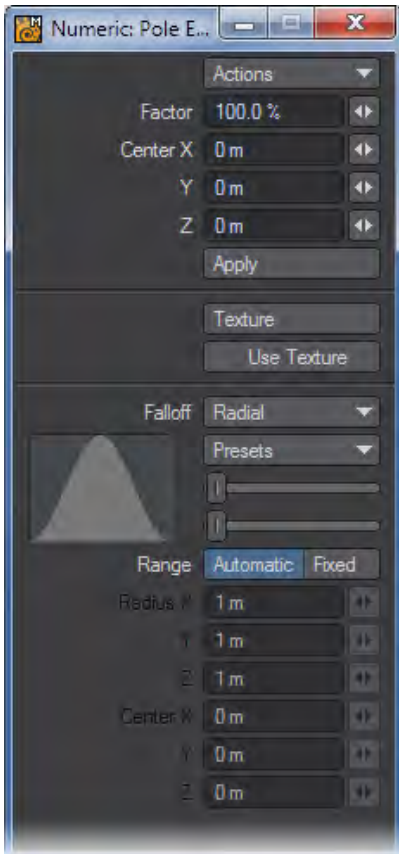 Numeric: Pole E...
Actions
Factor 100.0 %
Center X 0 m
Y 0 m
Z 0 m
Apply
Texture
Use Texture
Falloff Radial
Presets
Range Automatic Fixed
Radius X 1 m
Y 1 m
Z 1 m
Center X 0 m
Y 0 m
Z 0 m